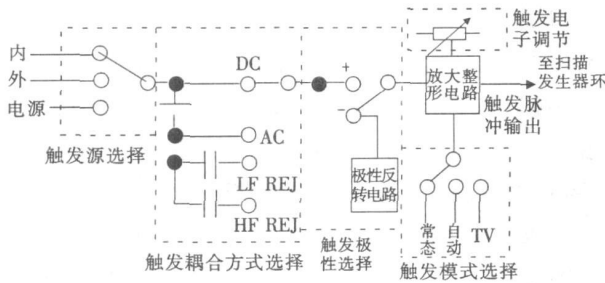 触发电
子调节
内
外
电源
DC
AC
LF REJ
HF REJ
+
−
放大整
形电路
至扫描
发生器环
触发脉
冲输出
极性反
转电路
触发源选择
触发耦合方式选择
触发极
性选择
常态
自动
TV
触发模式选择